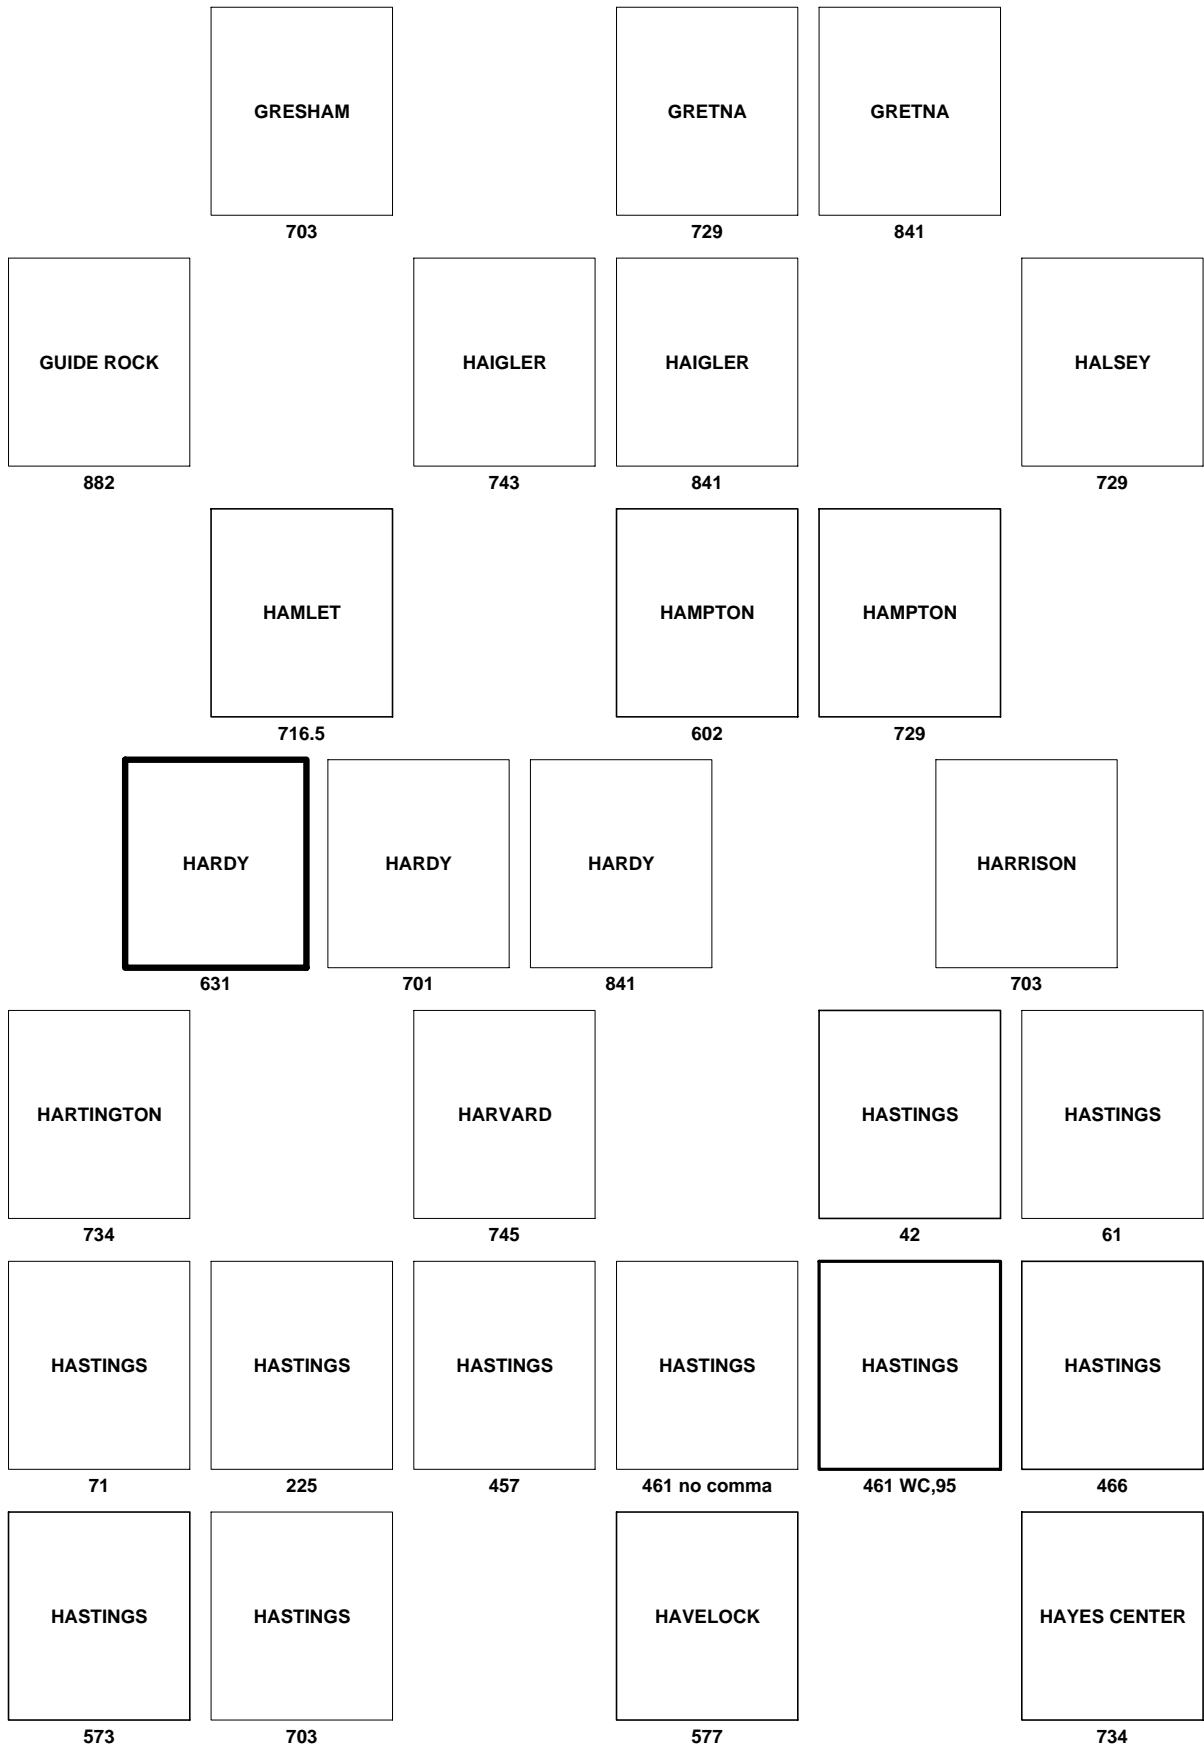 GRESHAM GRETNA GRETNA
703 729 841
GUIDE ROCK HAIGLER HAIGLER HALSEY
882 743 841 729
HAMLET HAMPTON HAMPTON
716.5 602 729
HARDY HARDY HARDY HARRISON
631 701 841 703
HARTINGTON HARVARD HASTINGS HASTINGS
734 745 42 61
HASTINGS HASTINGS HASTINGS HASTINGS HASTINGS HASTINGS
71 225 457 461 no comma 461 WC,95 466
HASTINGS HASTINGS HAVELOCK HAYES CENTER
573 703 577 734